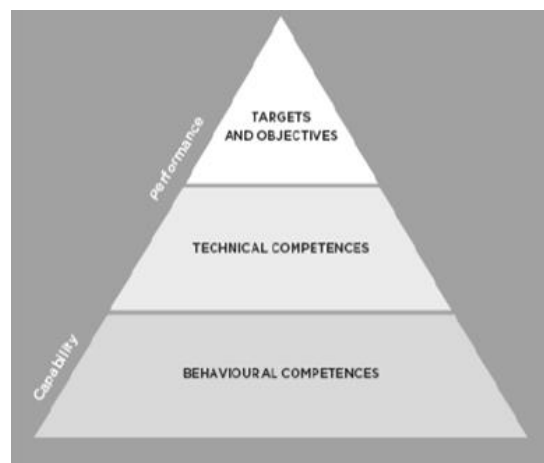 Performance
TARGETS
AND OBJECTIVES
TECHNICAL COMPETENCES
Capability
BEHAVIOURAL COMPETENCES